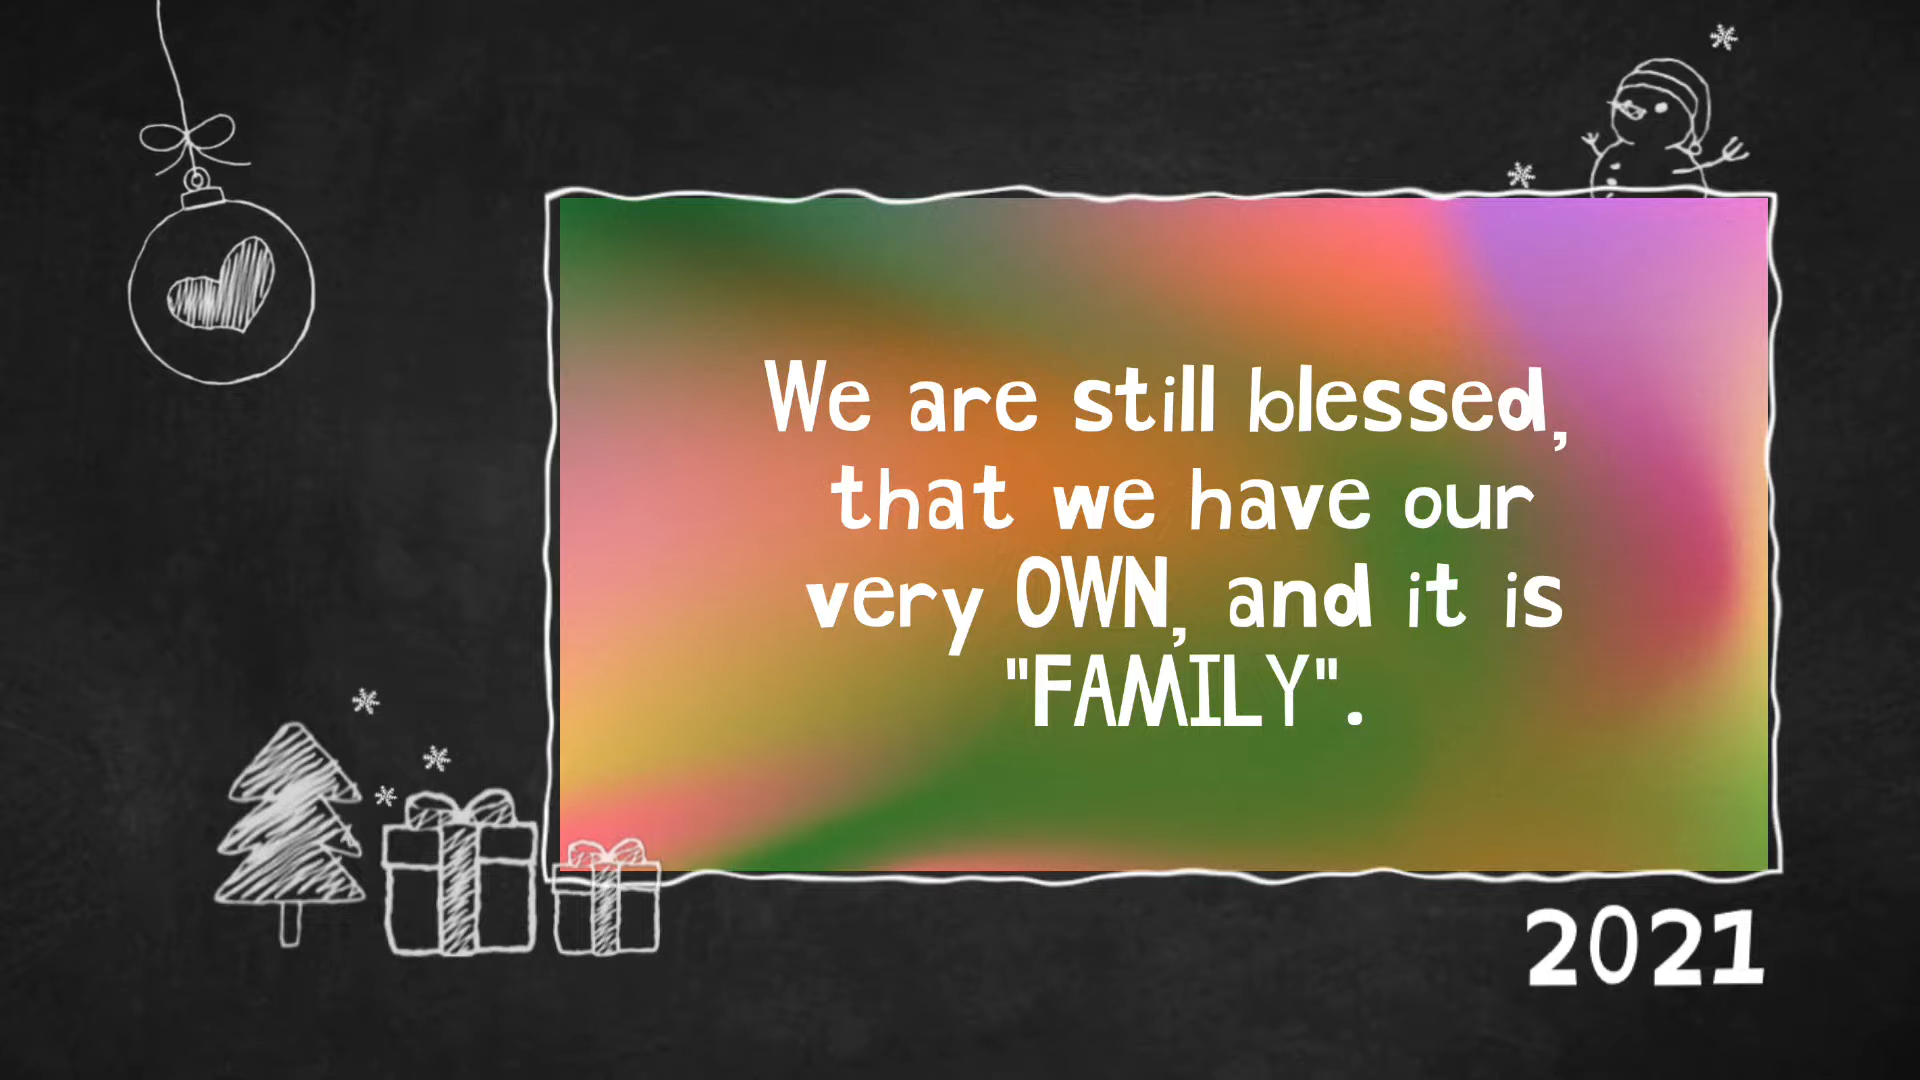 We are still blessed,
that we have our
very OWN, and it is
"FAMILY".
2021